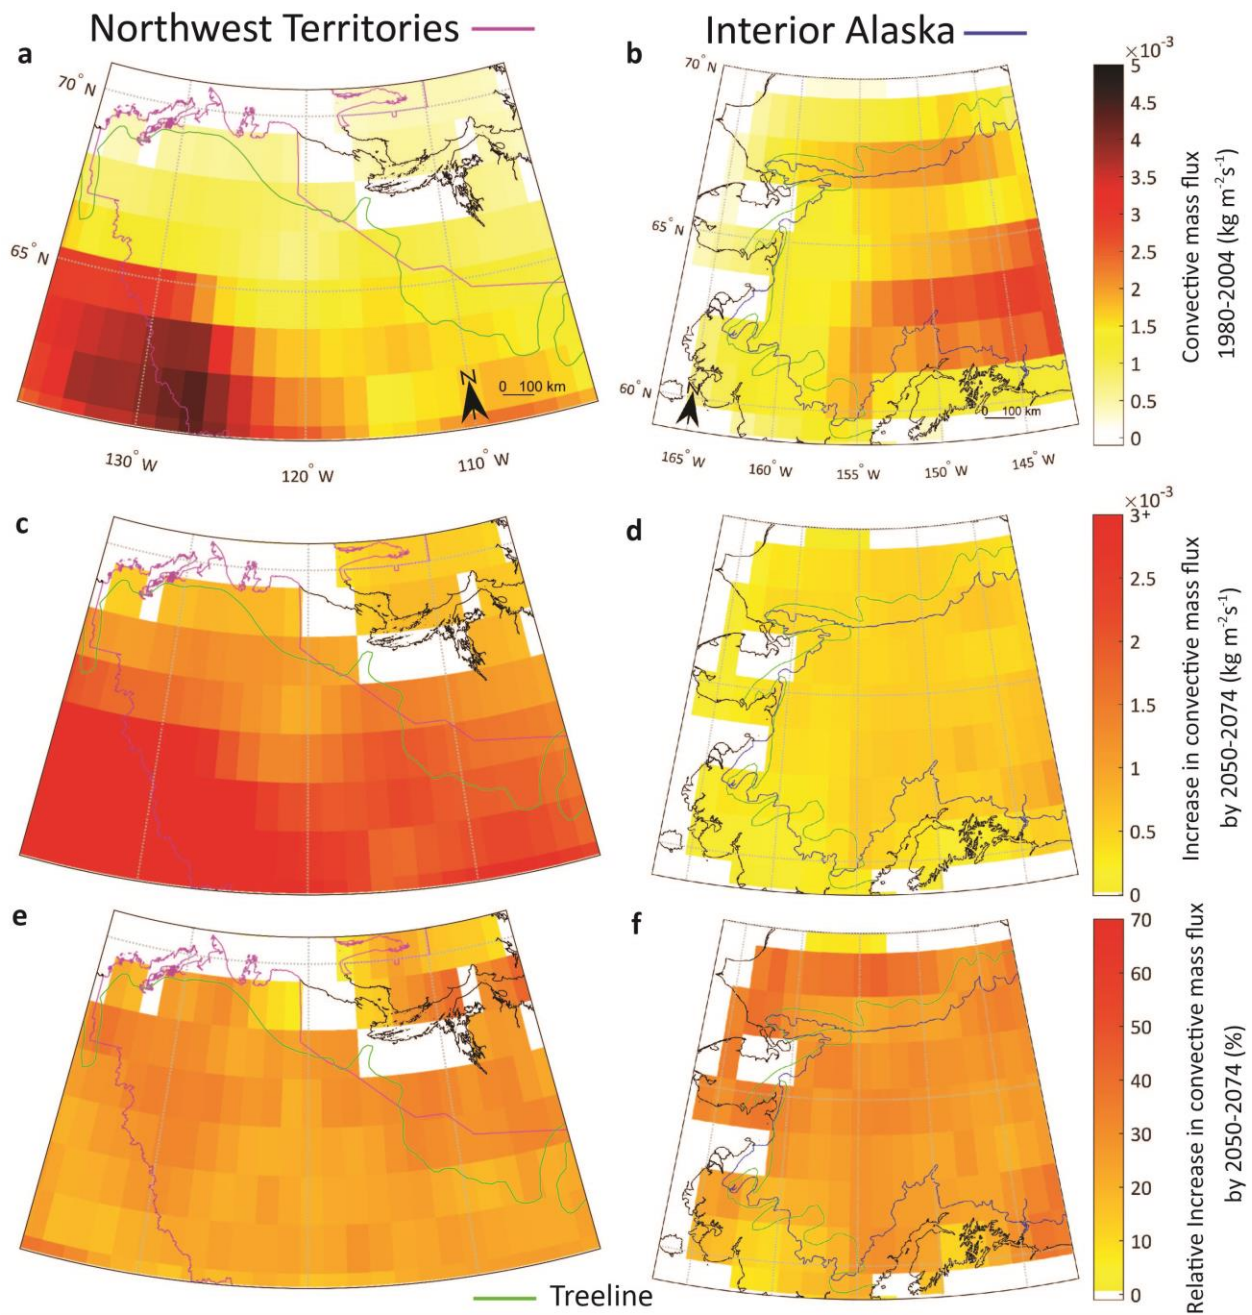 Northwest Territories
Interior Alaska
a
70° N
65° N
130° W
120° W
110° W
N
0 100 km
b
70° N
65° N
60° N
165° W
160° W
155° W
150° W
145° W
N
0 100 km
×10⁻³
5
4.5
4
3.5
3
2.5
2
1.5
1
0.5
0
Convective mass flux
1980-2004 (kg m⁻²s⁻¹)
c
d
×10⁻³
3+
2.5
2
1.5
1
0.5
0
Increase in convective mass flux
by 2050-2074 (kg m⁻²s⁻¹)
e
f
70
60
50
40
30
20
10
0
Relative Increase in convective mass flux
by 2050-2074 (%)
Treeline